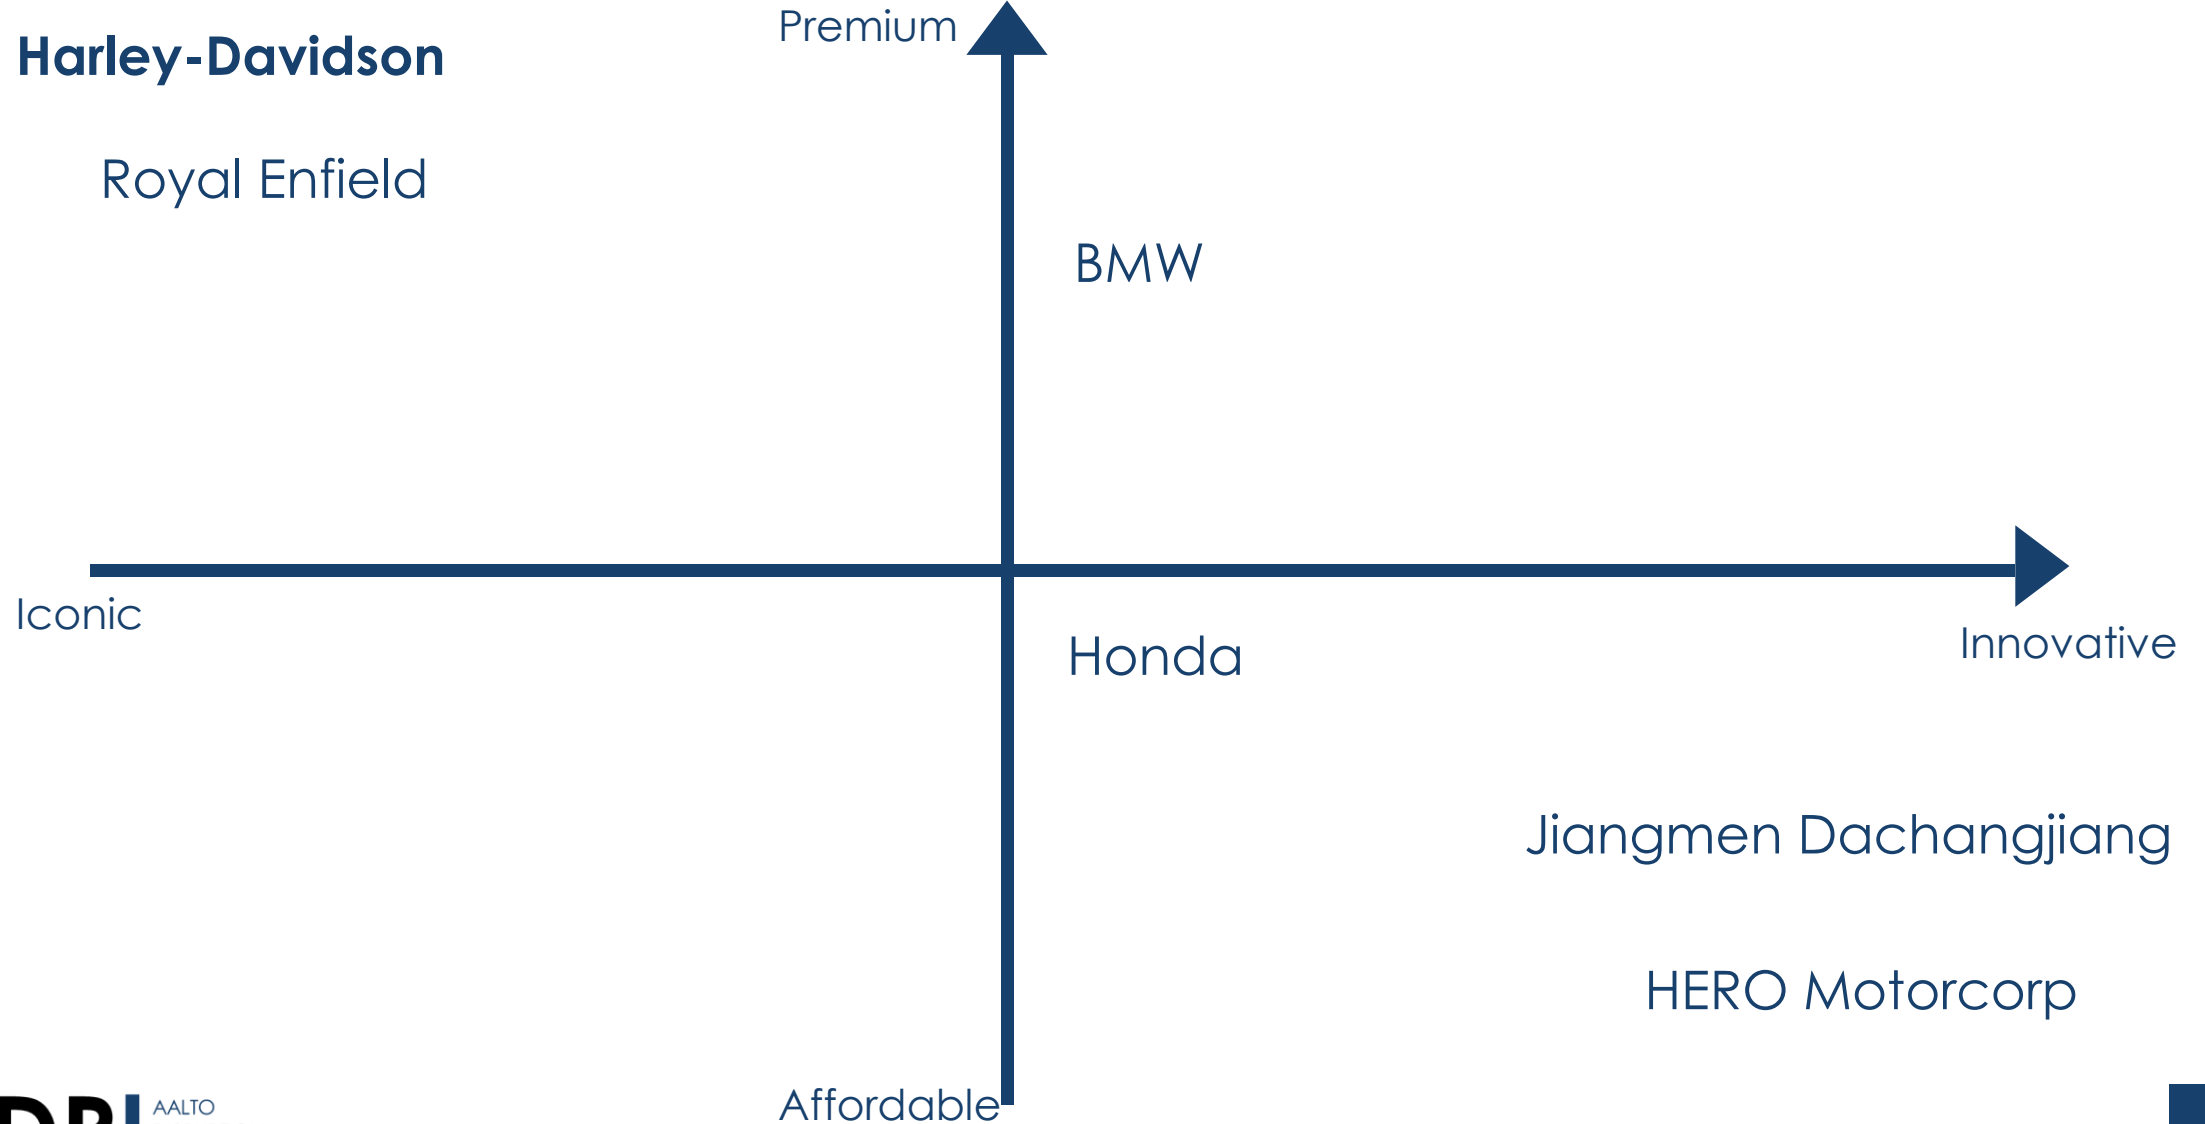 Premium
Harley-Davidson
Royal Enfield
BMW
Iconic
Innovative
Honda
Jiangmen Dachangjiang
HERO Motorcorp
Affordable
AALTO